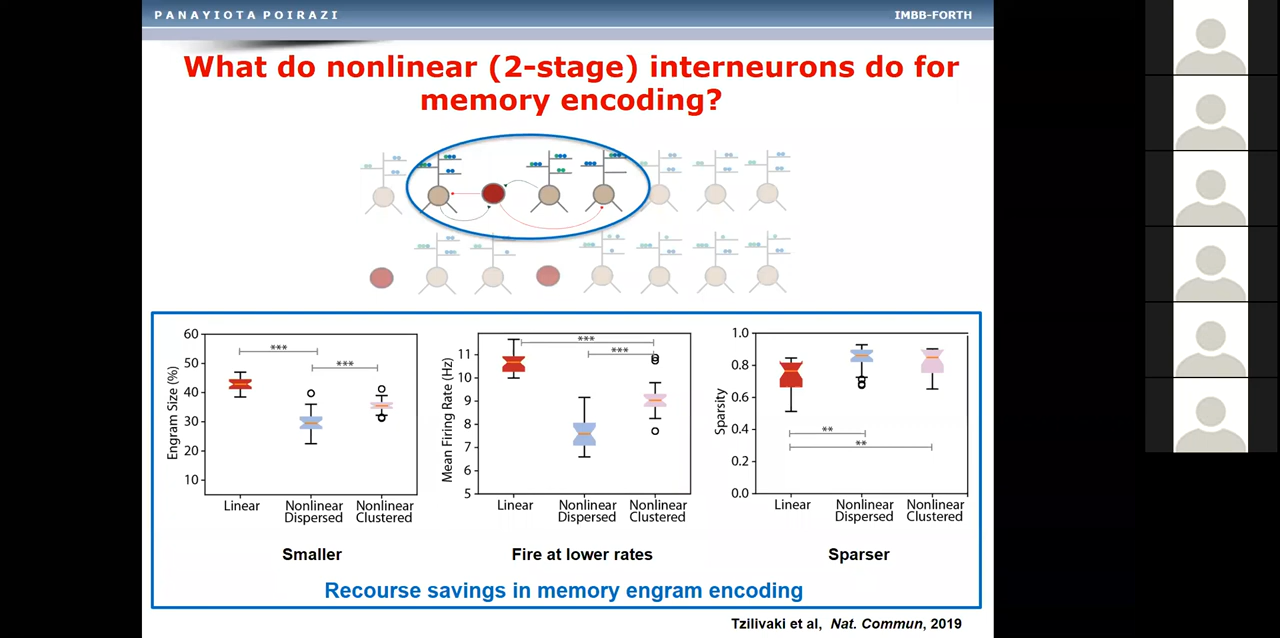 PANAYIOTA POIRAZI
IMBB-FORTH
What do nonlinear (2-stage) interneurons do for
memory encoding?
60
50
40
30
20
10
Engram Size (%)
***
***
Linear
Nonlinear
Dispersed
Nonlinear
Clustered
11
10
9
8
7
6
5
Mean Firing Rate (Hz)
***
***
Linear
Nonlinear
Dispersed
Nonlinear
Clustered
1.0
0.8
0.6
0.4
0.2
0.0
Sparsity
**
**
Linear
Nonlinear
Dispersed
Nonlinear
Clustered
Smaller
Fire at lower rates
Sparser
Recourse savings in memory engram encoding
Tzilivaki et al, Nat. Commun, 2019